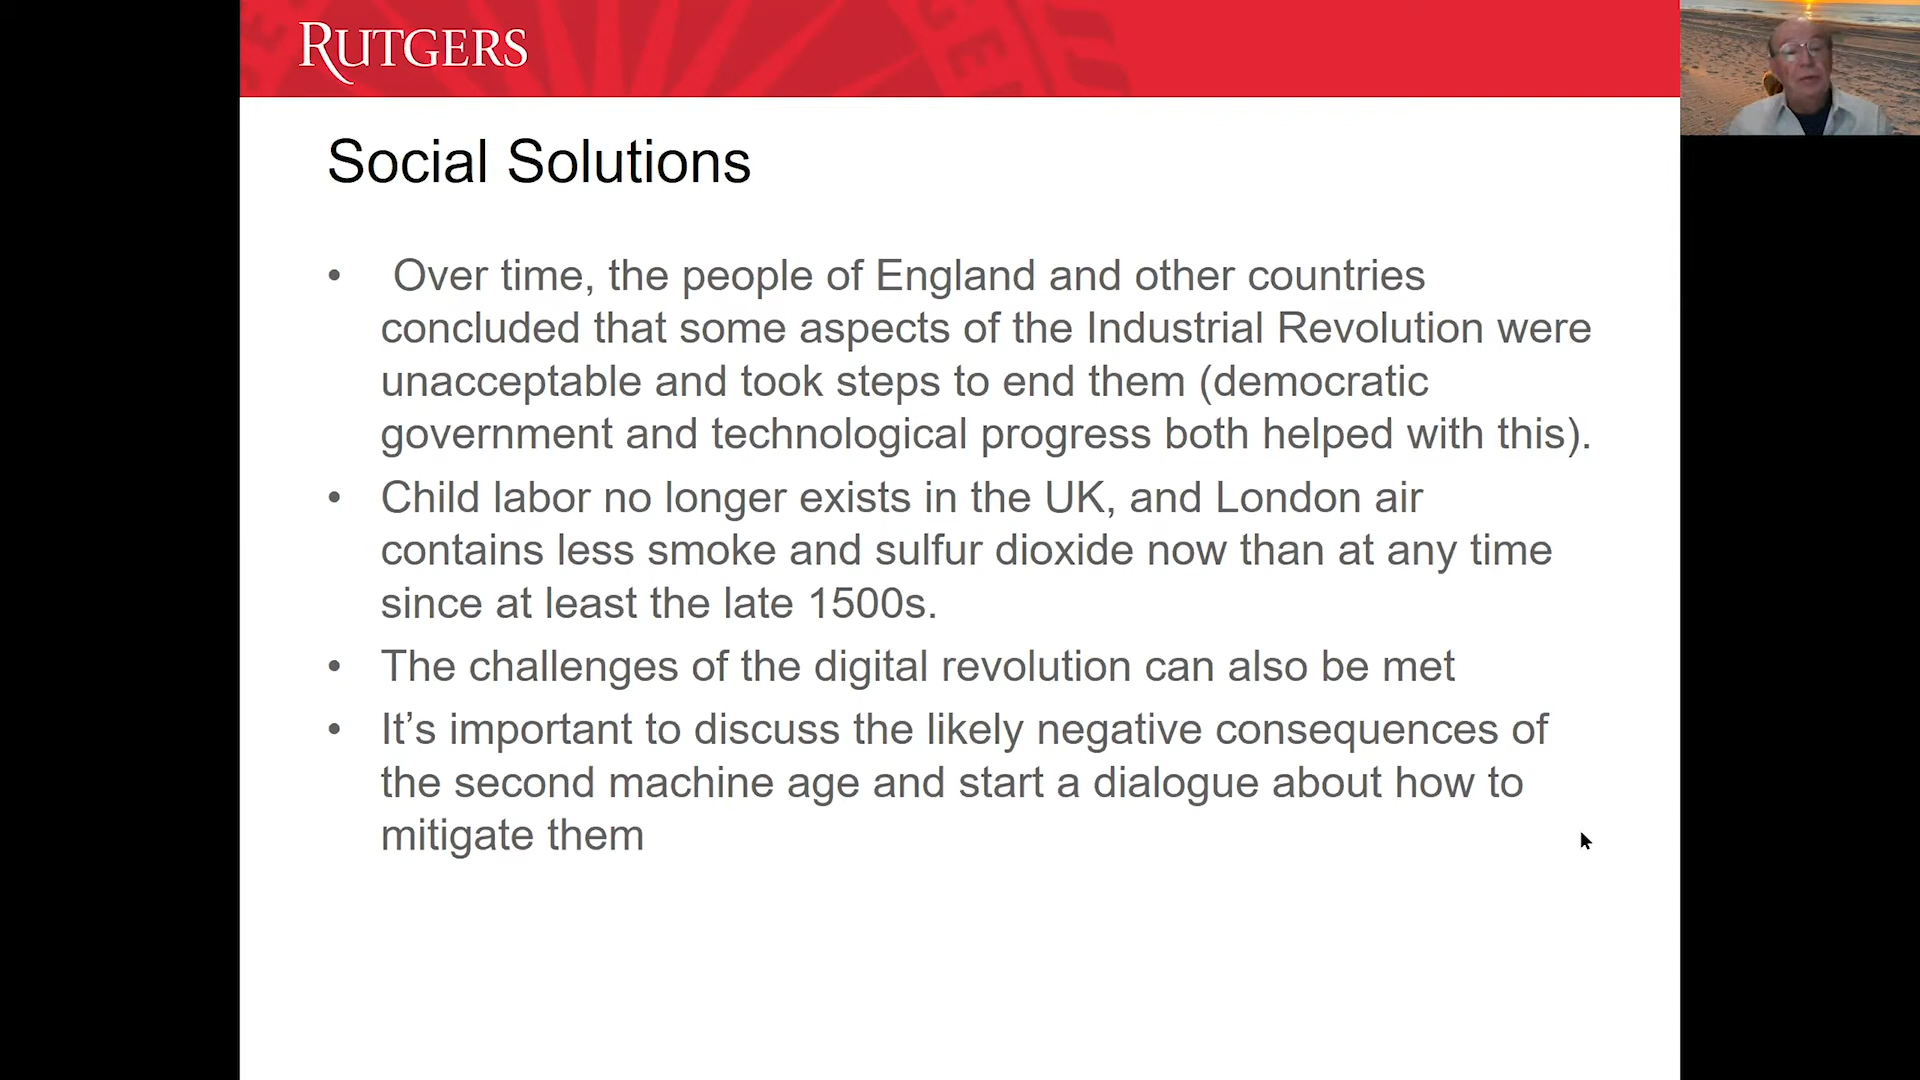 RUTGERS
Social Solutions
• Over time, the people of England and other countries
concluded that some aspects of the Industrial Revolution were
unacceptable and took steps to end them (democratic
government and technological progress both helped with this).
• Child labor no longer exists in the UK, and London air
contains less smoke and sulfur dioxide now than at any time
since at least the late 1500s.
• The challenges of the digital revolution can also be met
• It’s important to discuss the likely negative consequences of
the second machine age and start a dialogue about how to
mitigate them